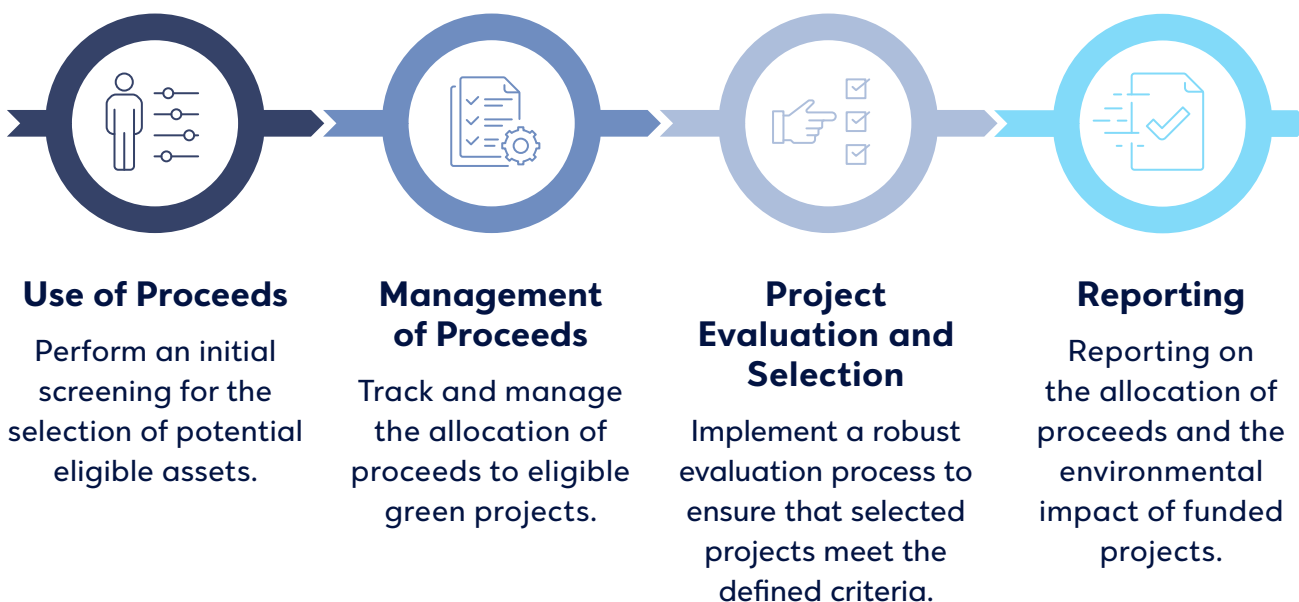 Use of Proceeds
Perform an initial
screening for the
selection of potential
eligible assets.
Management
of Proceeds
Track and manage
the allocation of
proceeds to eligible
green projects.
Project
Evaluation and
Selection
Implement a robust
evaluation process to
ensure that selected
projects meet the
defined criteria.
Reporting
Reporting on
the allocation of
proceeds and the
environmental
impact of funded
projects.